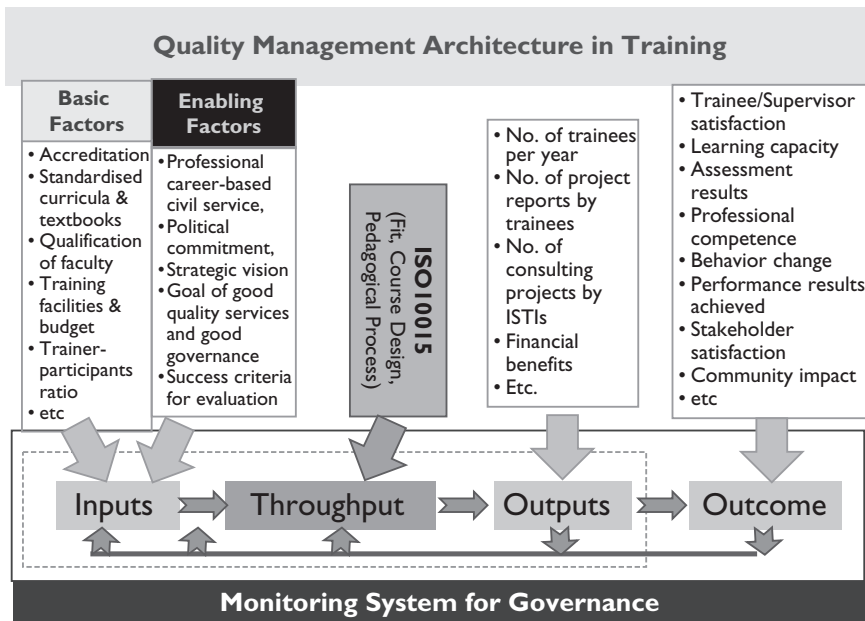 Quality Management Architecture in Training
Basic
Factors
• Accreditation
• Standardised
curricula &
textbooks
• Qualification
of faculty
• Training
facilities &
budget
• Trainer-
participants
ratio
• etc
Enabling
Factors
• Professional
career-based
civil service,
• Political
commitment,
• Strategic vision
• Goal of good
quality services
and good
governance
• Success criteria
for evaluation
ISO10015
(Fit, Course Design,
Pedagogical Process)
• No. of trainees
per year
• No. of project
reports by
trainees
• No. of
consulting
projects by
ISTIs
• Financial
benefits
• Etc.
• Trainee/Supervisor
satisfaction
• Learning capacity
• Assessment
results
• Professional
competence
• Behavior change
• Performance results
achieved
• Stakeholder
satisfaction
• Community impact
• etc
Inputs
Throughput
Outputs
Outcome
Monitoring System for Governance